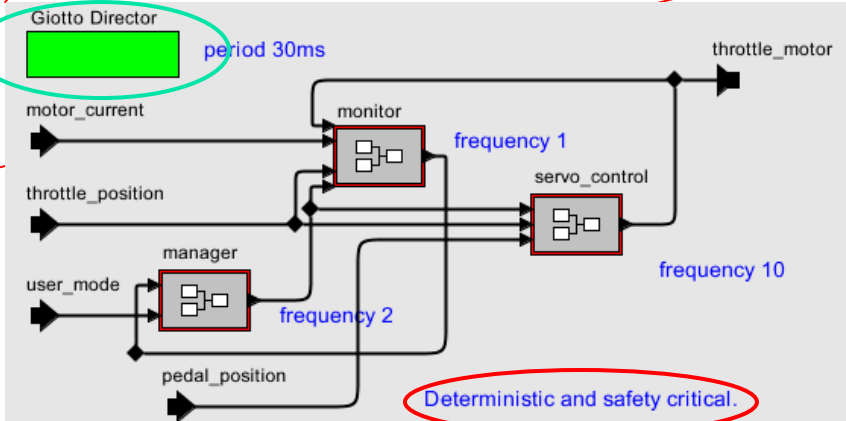 Giotto Director
period 30ms
throttle_motor
motor_current
monitor
frequency 1
servo_control
throttle_position
manager
frequency 10
user_mode
frequency 2
pedal_position
Deterministic and safety critical.